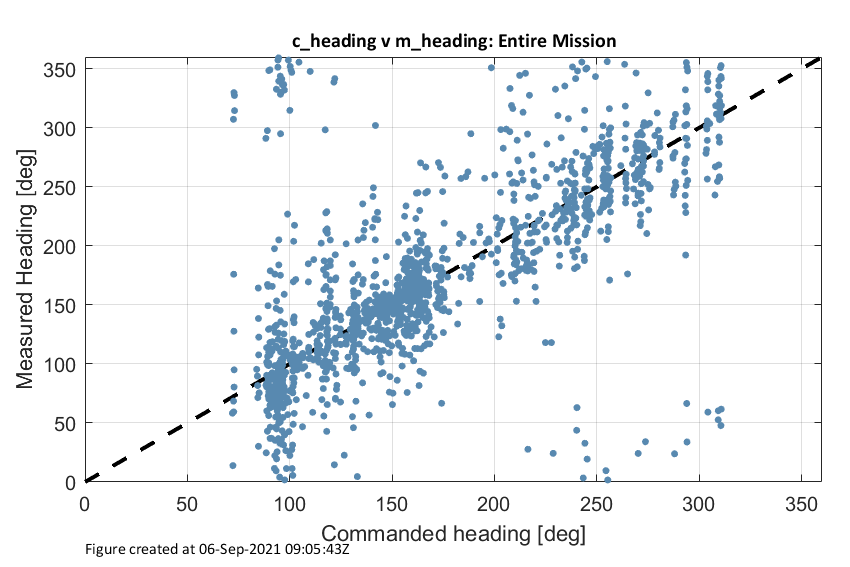 c_heading v m_heading: Entire Mission
350
300
250
200
150
100
50
0
Measured Heading [deg]
0 50 100 150 200 250 300 350
Commanded heading [deg]
Figure created at 06-Sep-2021 09:05:43Z